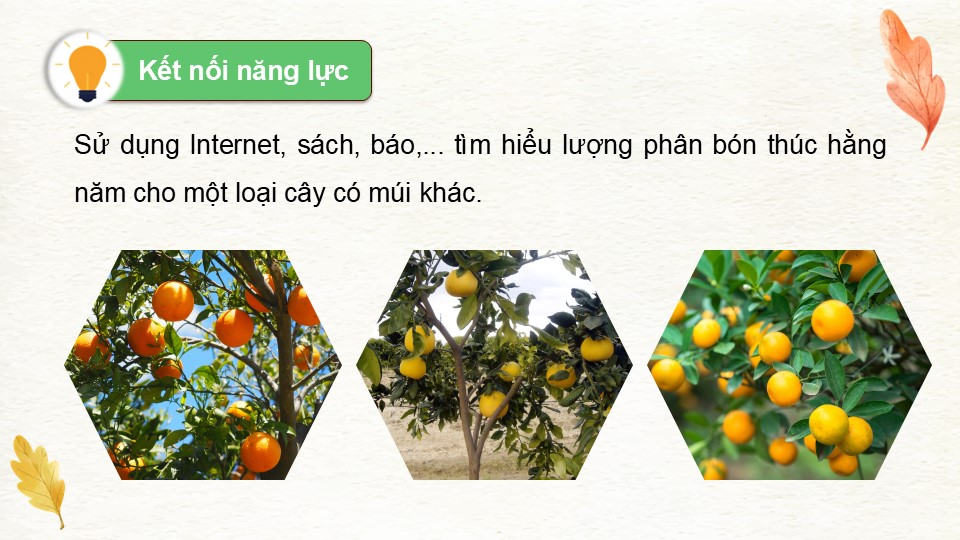 Kết nối năng lực
Sử dụng Internet, sách, báo,... tìm hiểu lượng phân bón thúc hằng
năm cho một loại cây có múi khác.